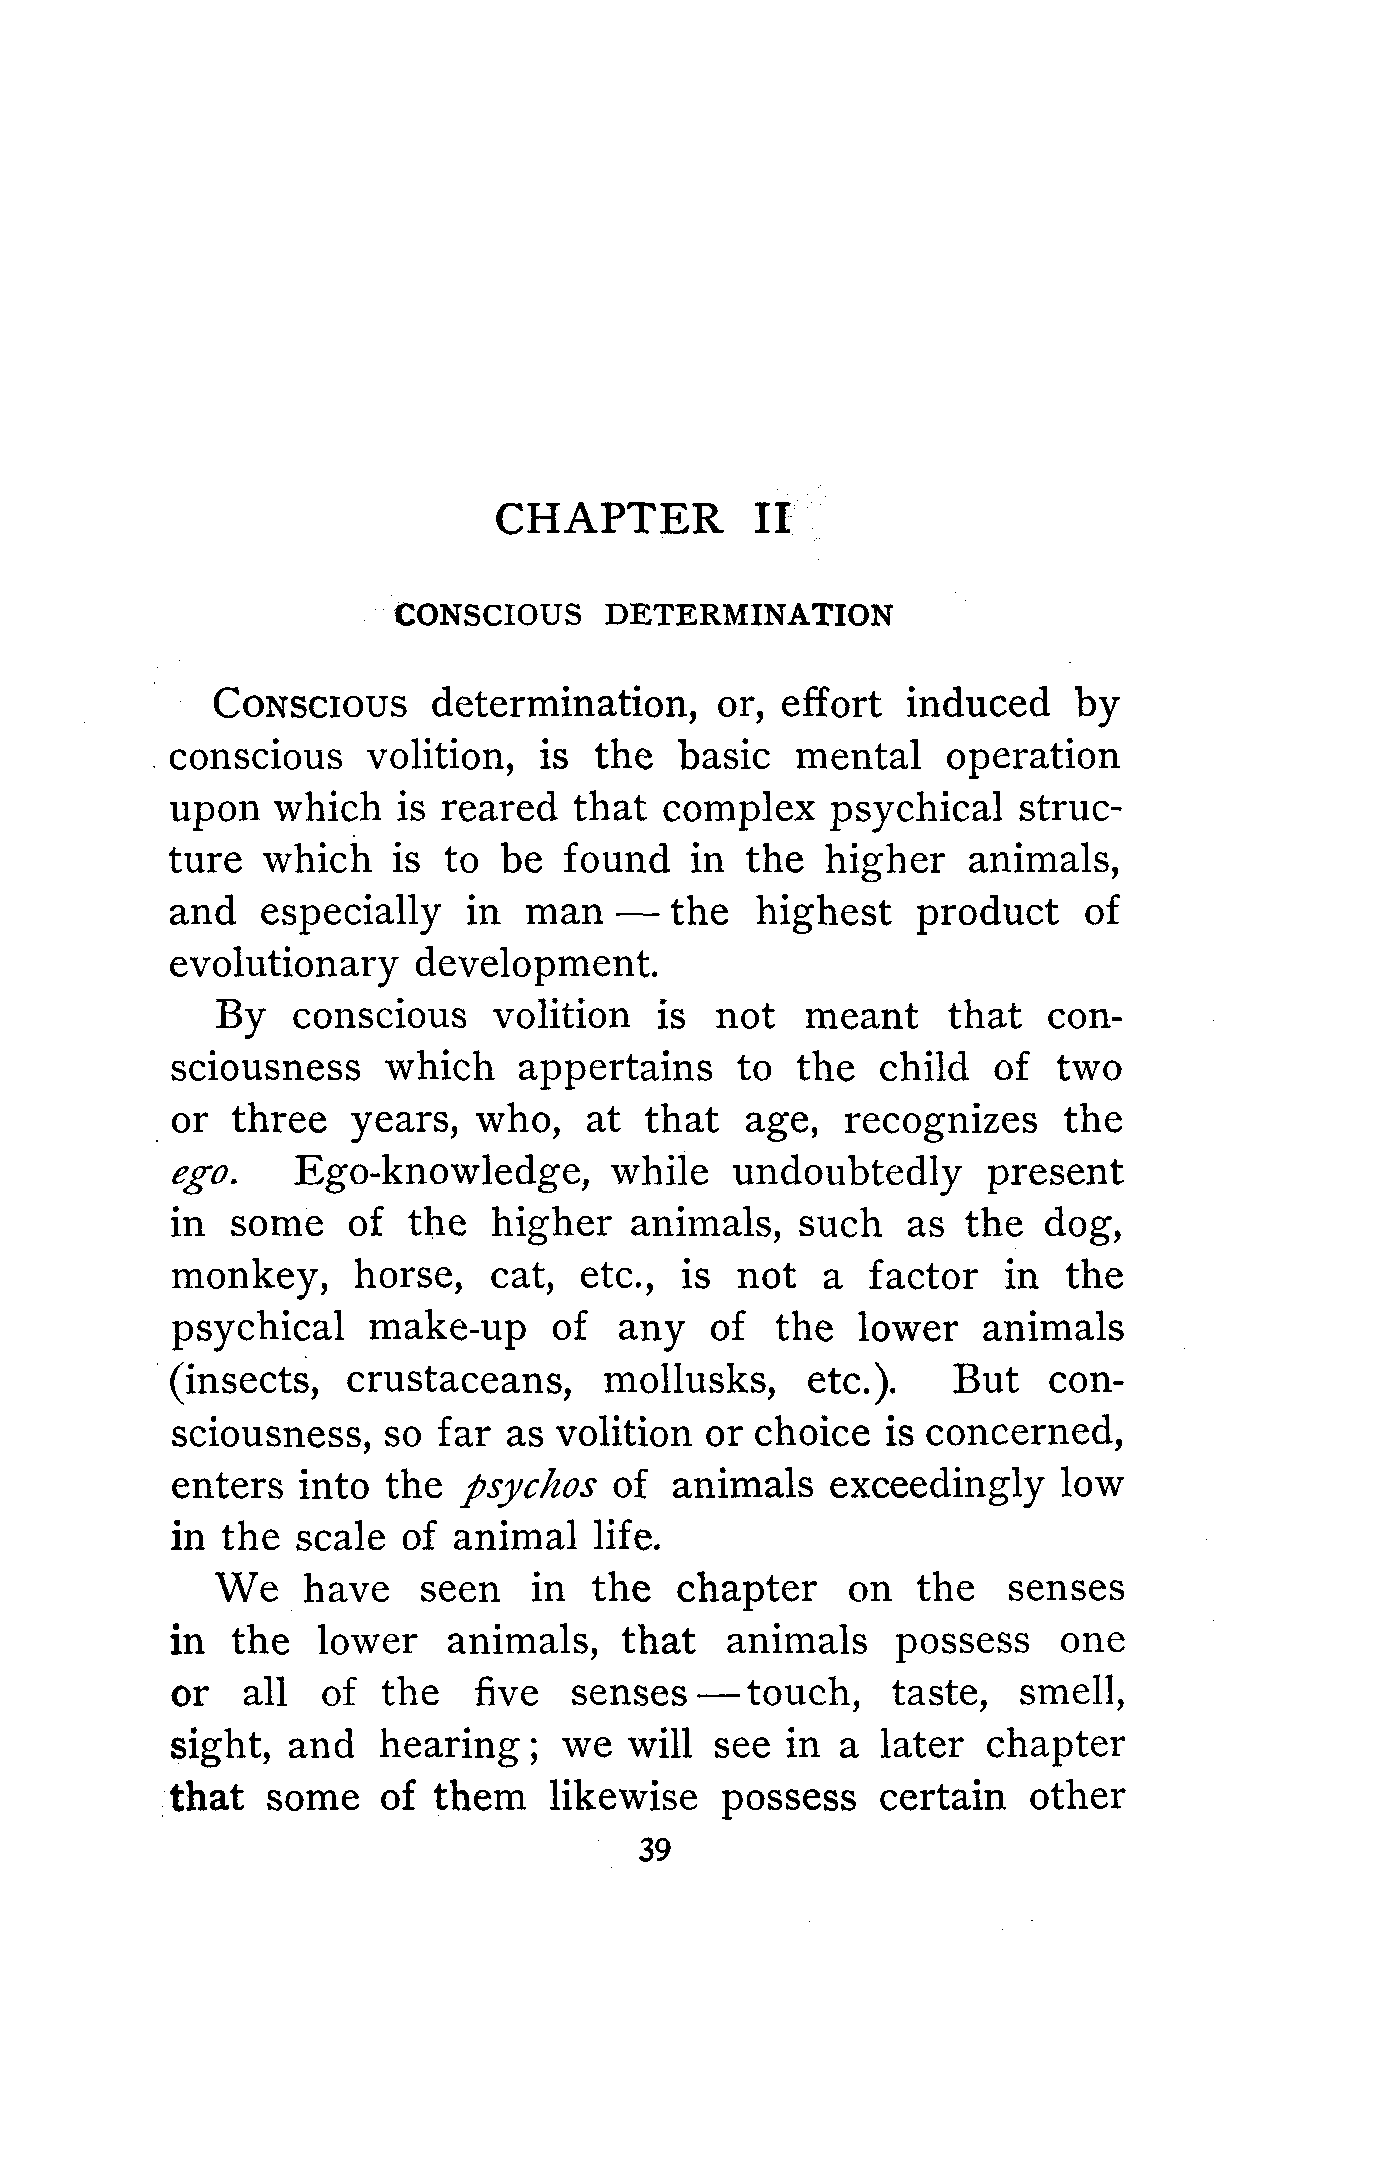 CHAPTER II
CONSCIOUS DETERMINATION
CONSCIOUS determination, or, effort induced by
conscious volition, is the basic mental operation
upon which is reared that complex psychical struc-
ture which is to be found in the higher animals,
and especially in man — the highest product of
evolutionary development.
By conscious volition is not meant that con-
sciousness which appertains to the child of two
or three years, who, at that age, recognizes the
ego. Ego-knowledge, while undoubtedly present
in some of the higher animals, such as the dog,
monkey, horse, cat, etc., is not a factor in the
psychical make-up of any of the lower animals
(insects, crustaceans, mollusks, etc.). But con-
sciousness, so far as volition or choice is concerned,
enters into the psychos of animals exceedingly low
in the scale of animal life.
We have seen in the chapter on the senses
in the lower animals, that animals possess one
or all of the five senses — touch, taste, smell,
sight, and hearing; we will see in a later chapter
that some of them likewise possess certain other
39